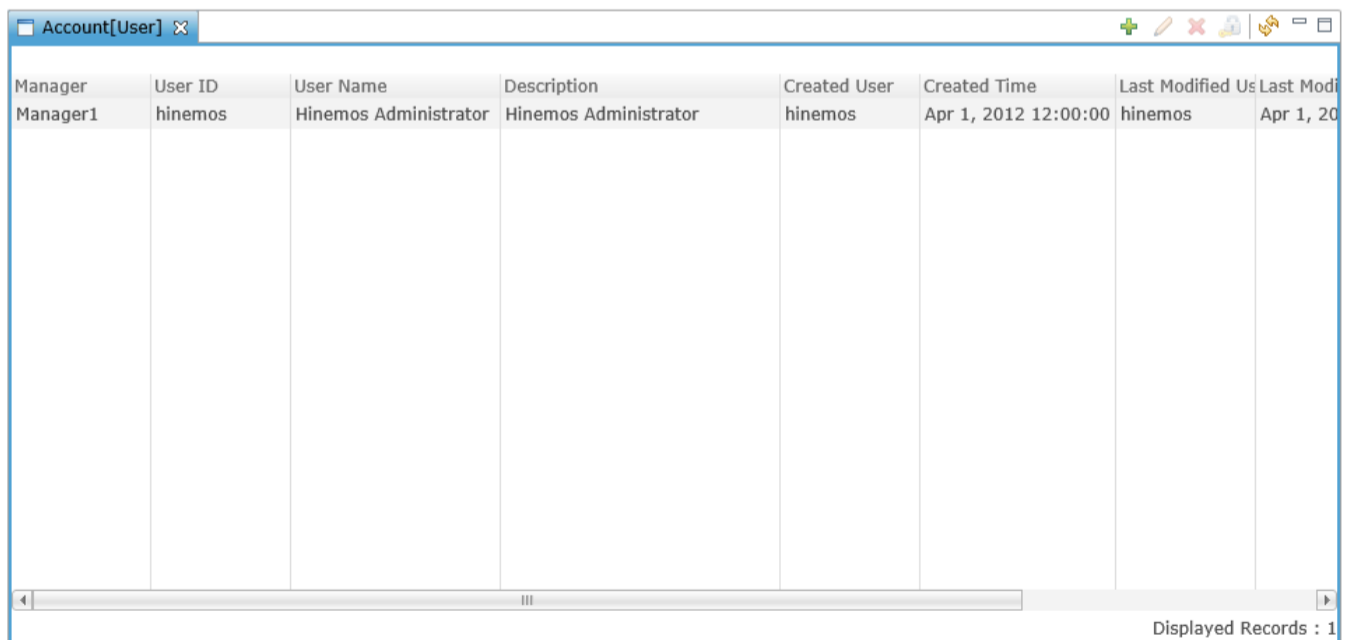 Account[User]
Manager User ID User Name Description Created User Created Time Last Modified Us Last Modi
Manager1 hinemos Hinemos Administrator Hinemos Administrator hinemos Apr 1, 2012 12:00:00 hinemos Apr 1, 20
Displayed Records : 1